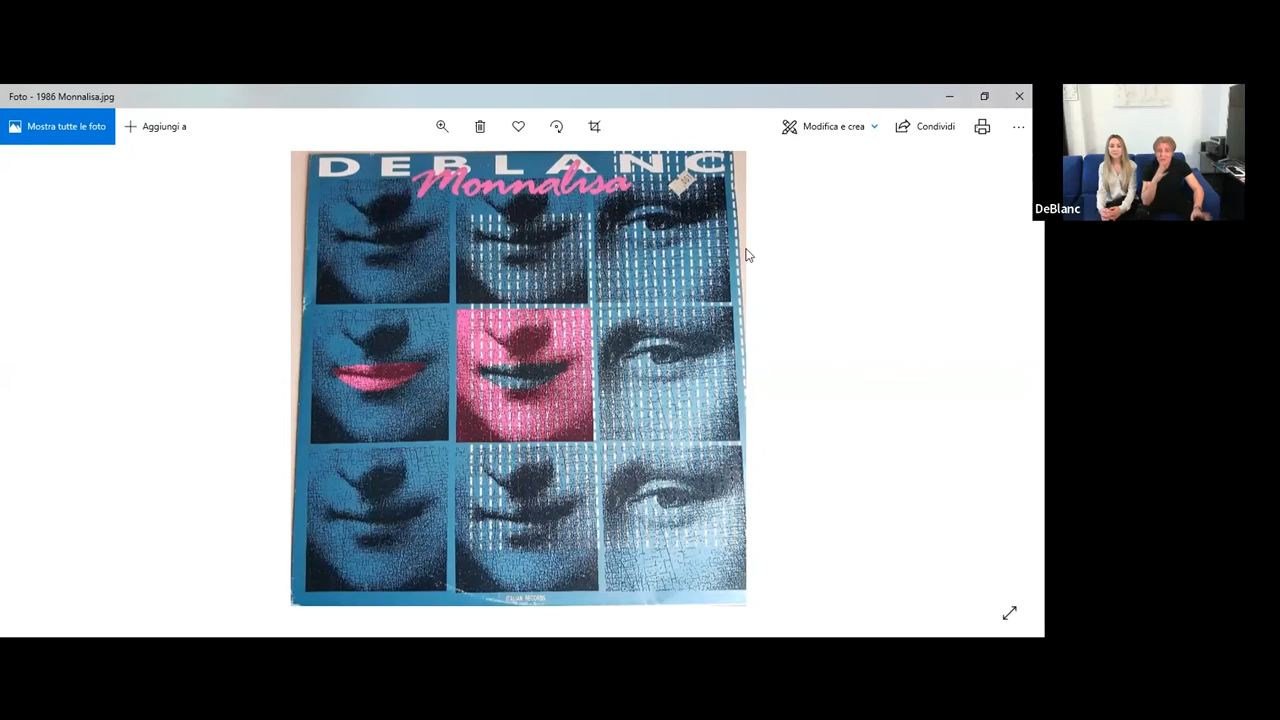 Foto - 1986 Monnalisa.jpg
Mostra tutte le foto
Aggiungi a
Modifica e crea
Condividi
DEBLANC
Monnalisa
ITALIAN RECORDS
DeBlanc